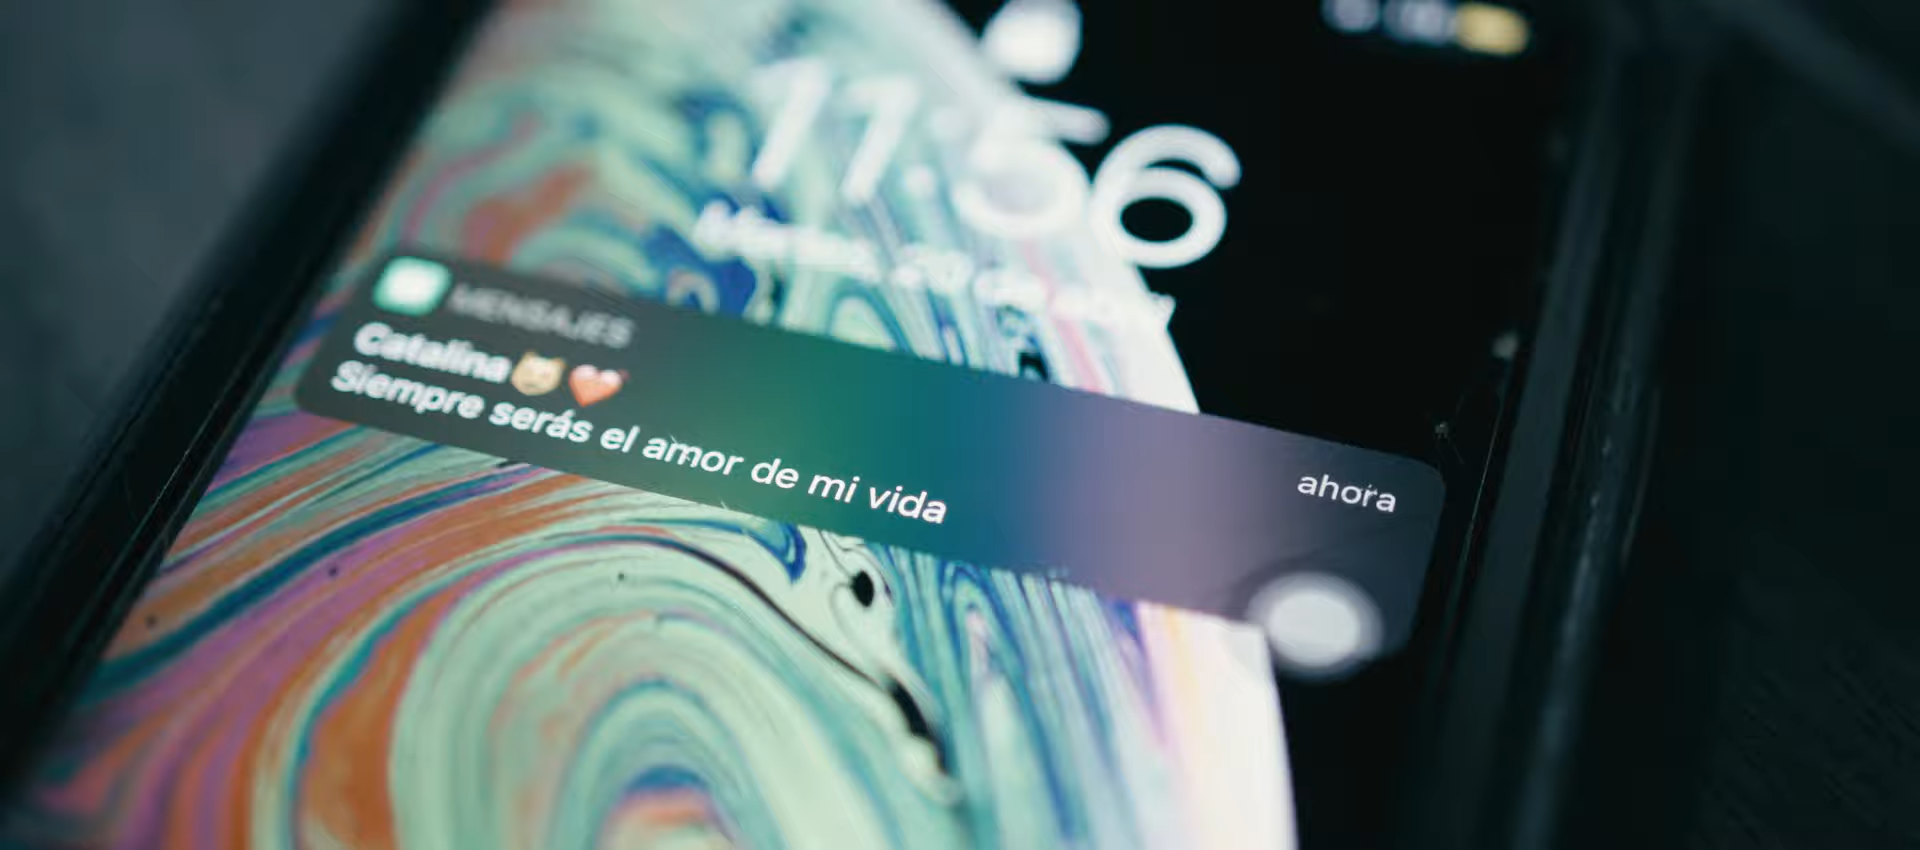 11:56
MENSAJES
ahora
Catalina😺❤️
Siempre serás el amor de mi vida